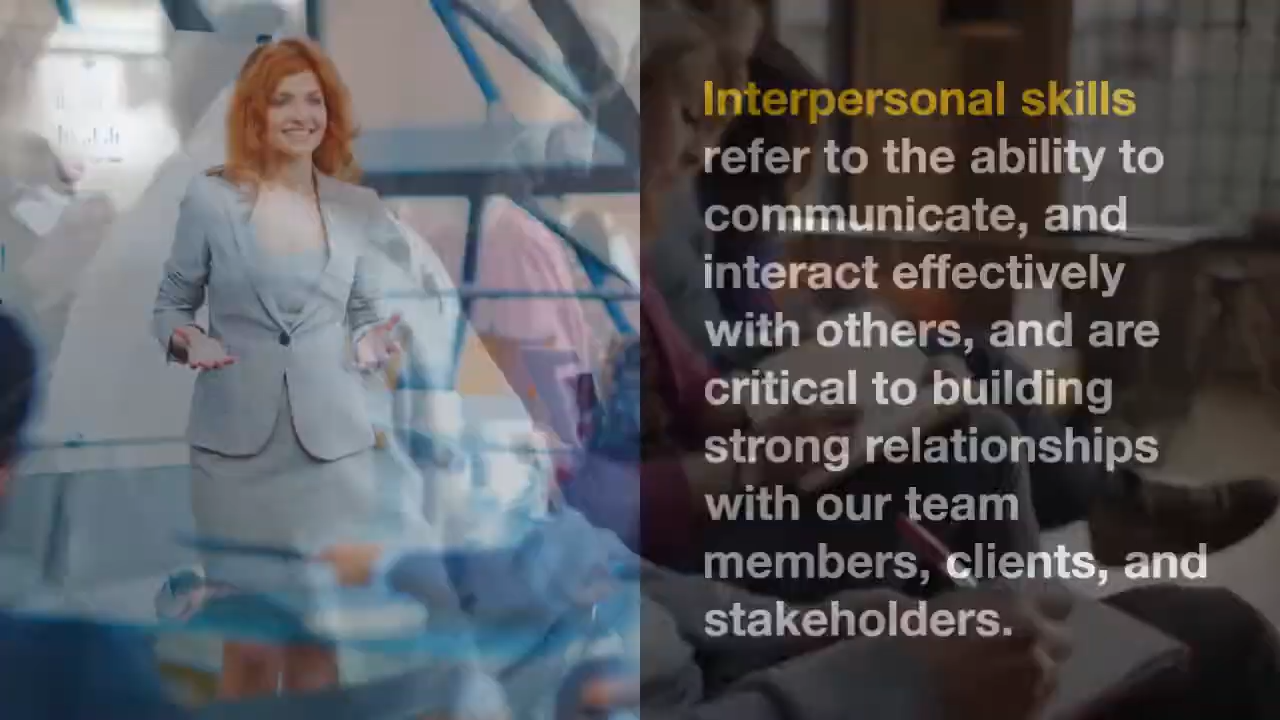 Interpersonal skills
refer to the ability to
communicate, and
interact effectively
with others, and are
critical to building
strong relationships
with our team
members, clients, and
stakeholders.